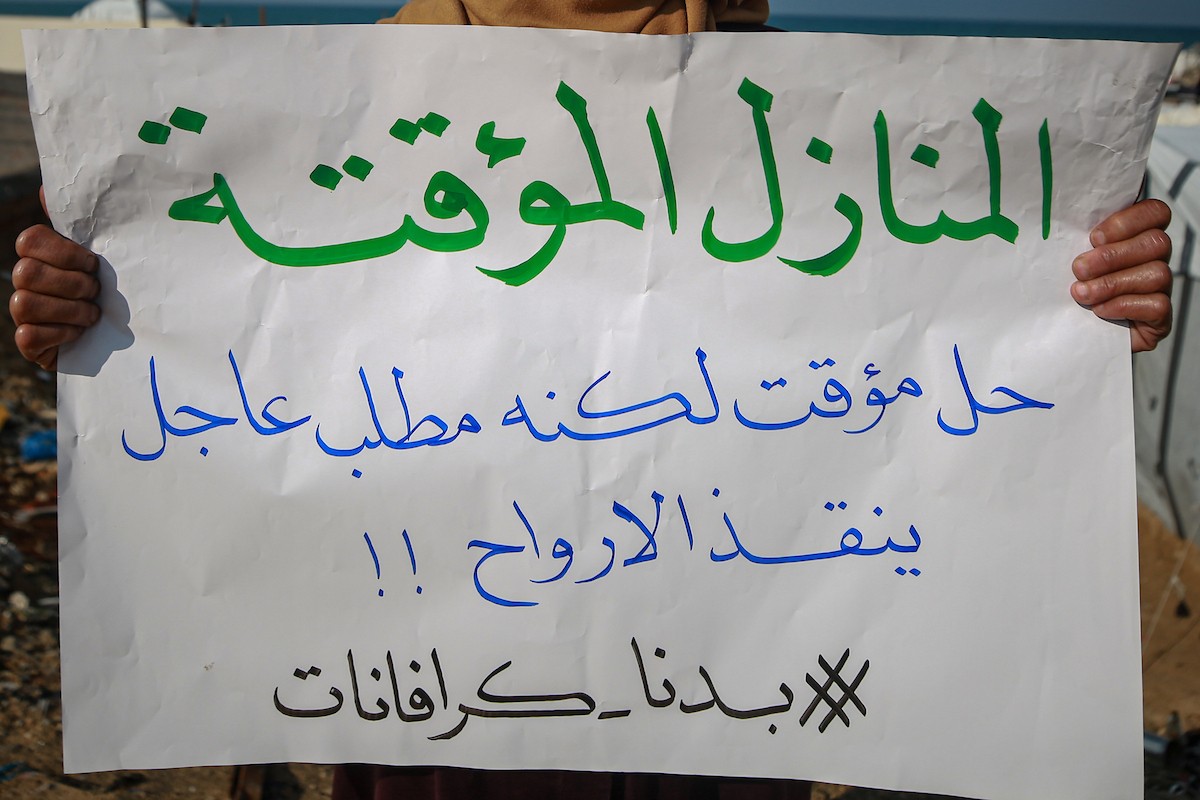 المنازل المؤقتة
حل مؤقت لكنه مطلب عاجل
ينقذ الارواح !!
#بدنا_كرافانات